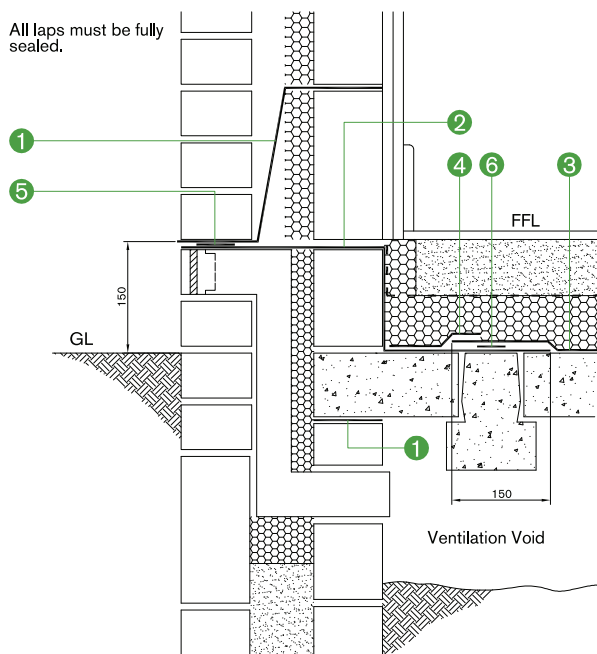 All laps must be fully
sealed.
1
2
5
4
6
3
FFL
150
GL
1
150
Ventilation Void